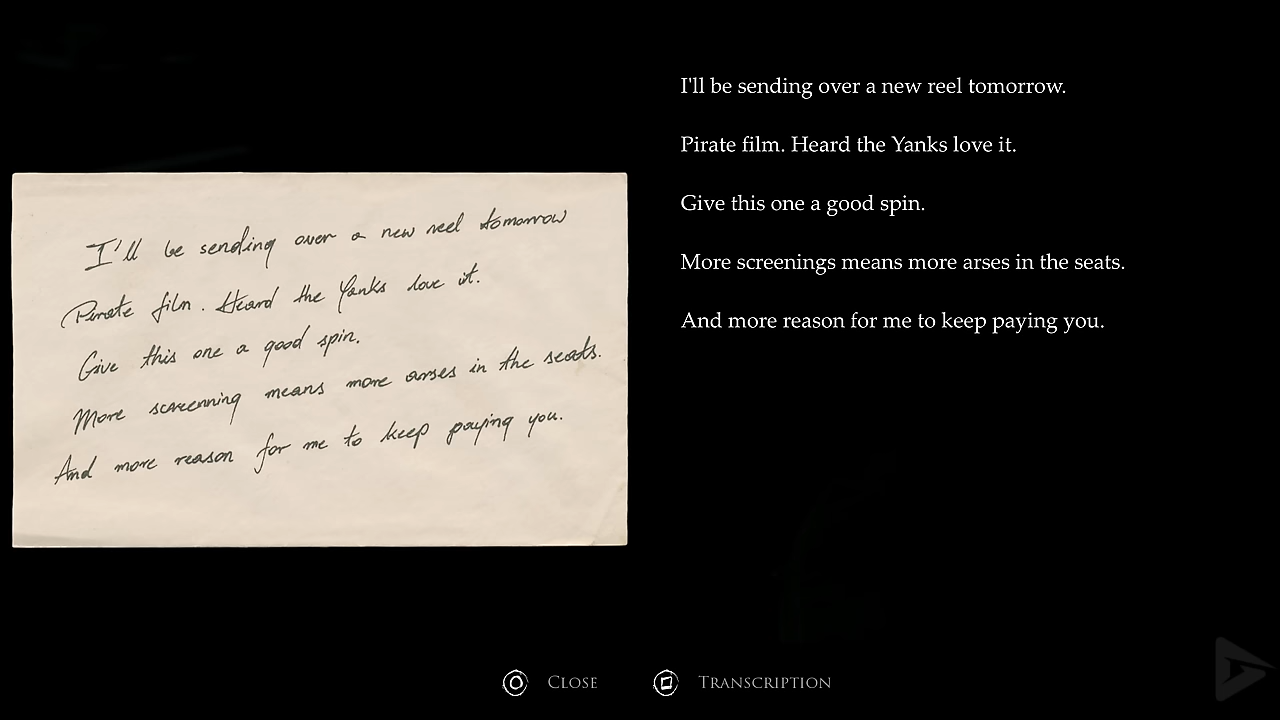 I'll be sending over a new reel tomorrow
Pirate film. Heard the Yanks love it.
Give this one a good spin.
More screenning means more arses in the seats.
And more reason for me to keep paying you.
I'll be sending over a new reel tomorrow.
Pirate film. Heard the Yanks love it.
Give this one a good spin.
More screenings means more arses in the seats.
And more reason for me to keep paying you.
Close Transcription